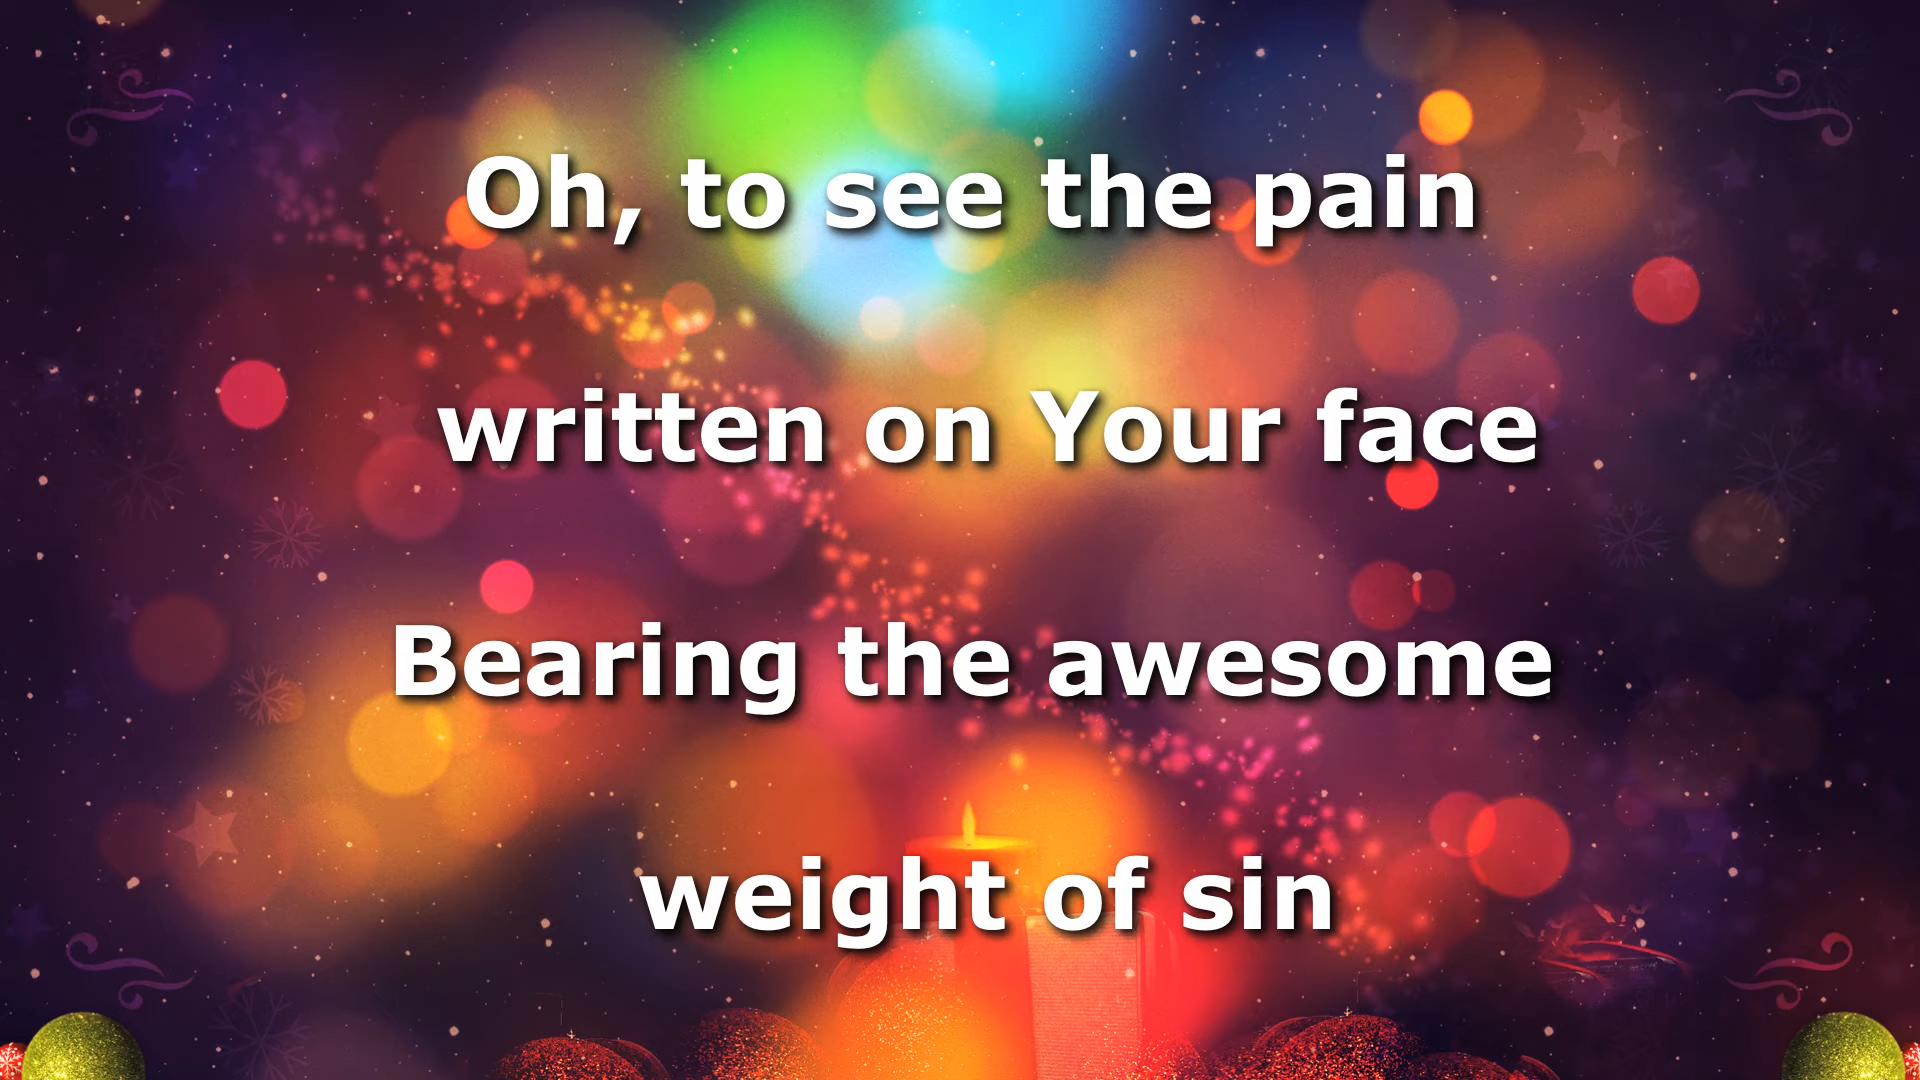 Oh, to see the pain
written on Your face
Bearing the awesome
weight of sin